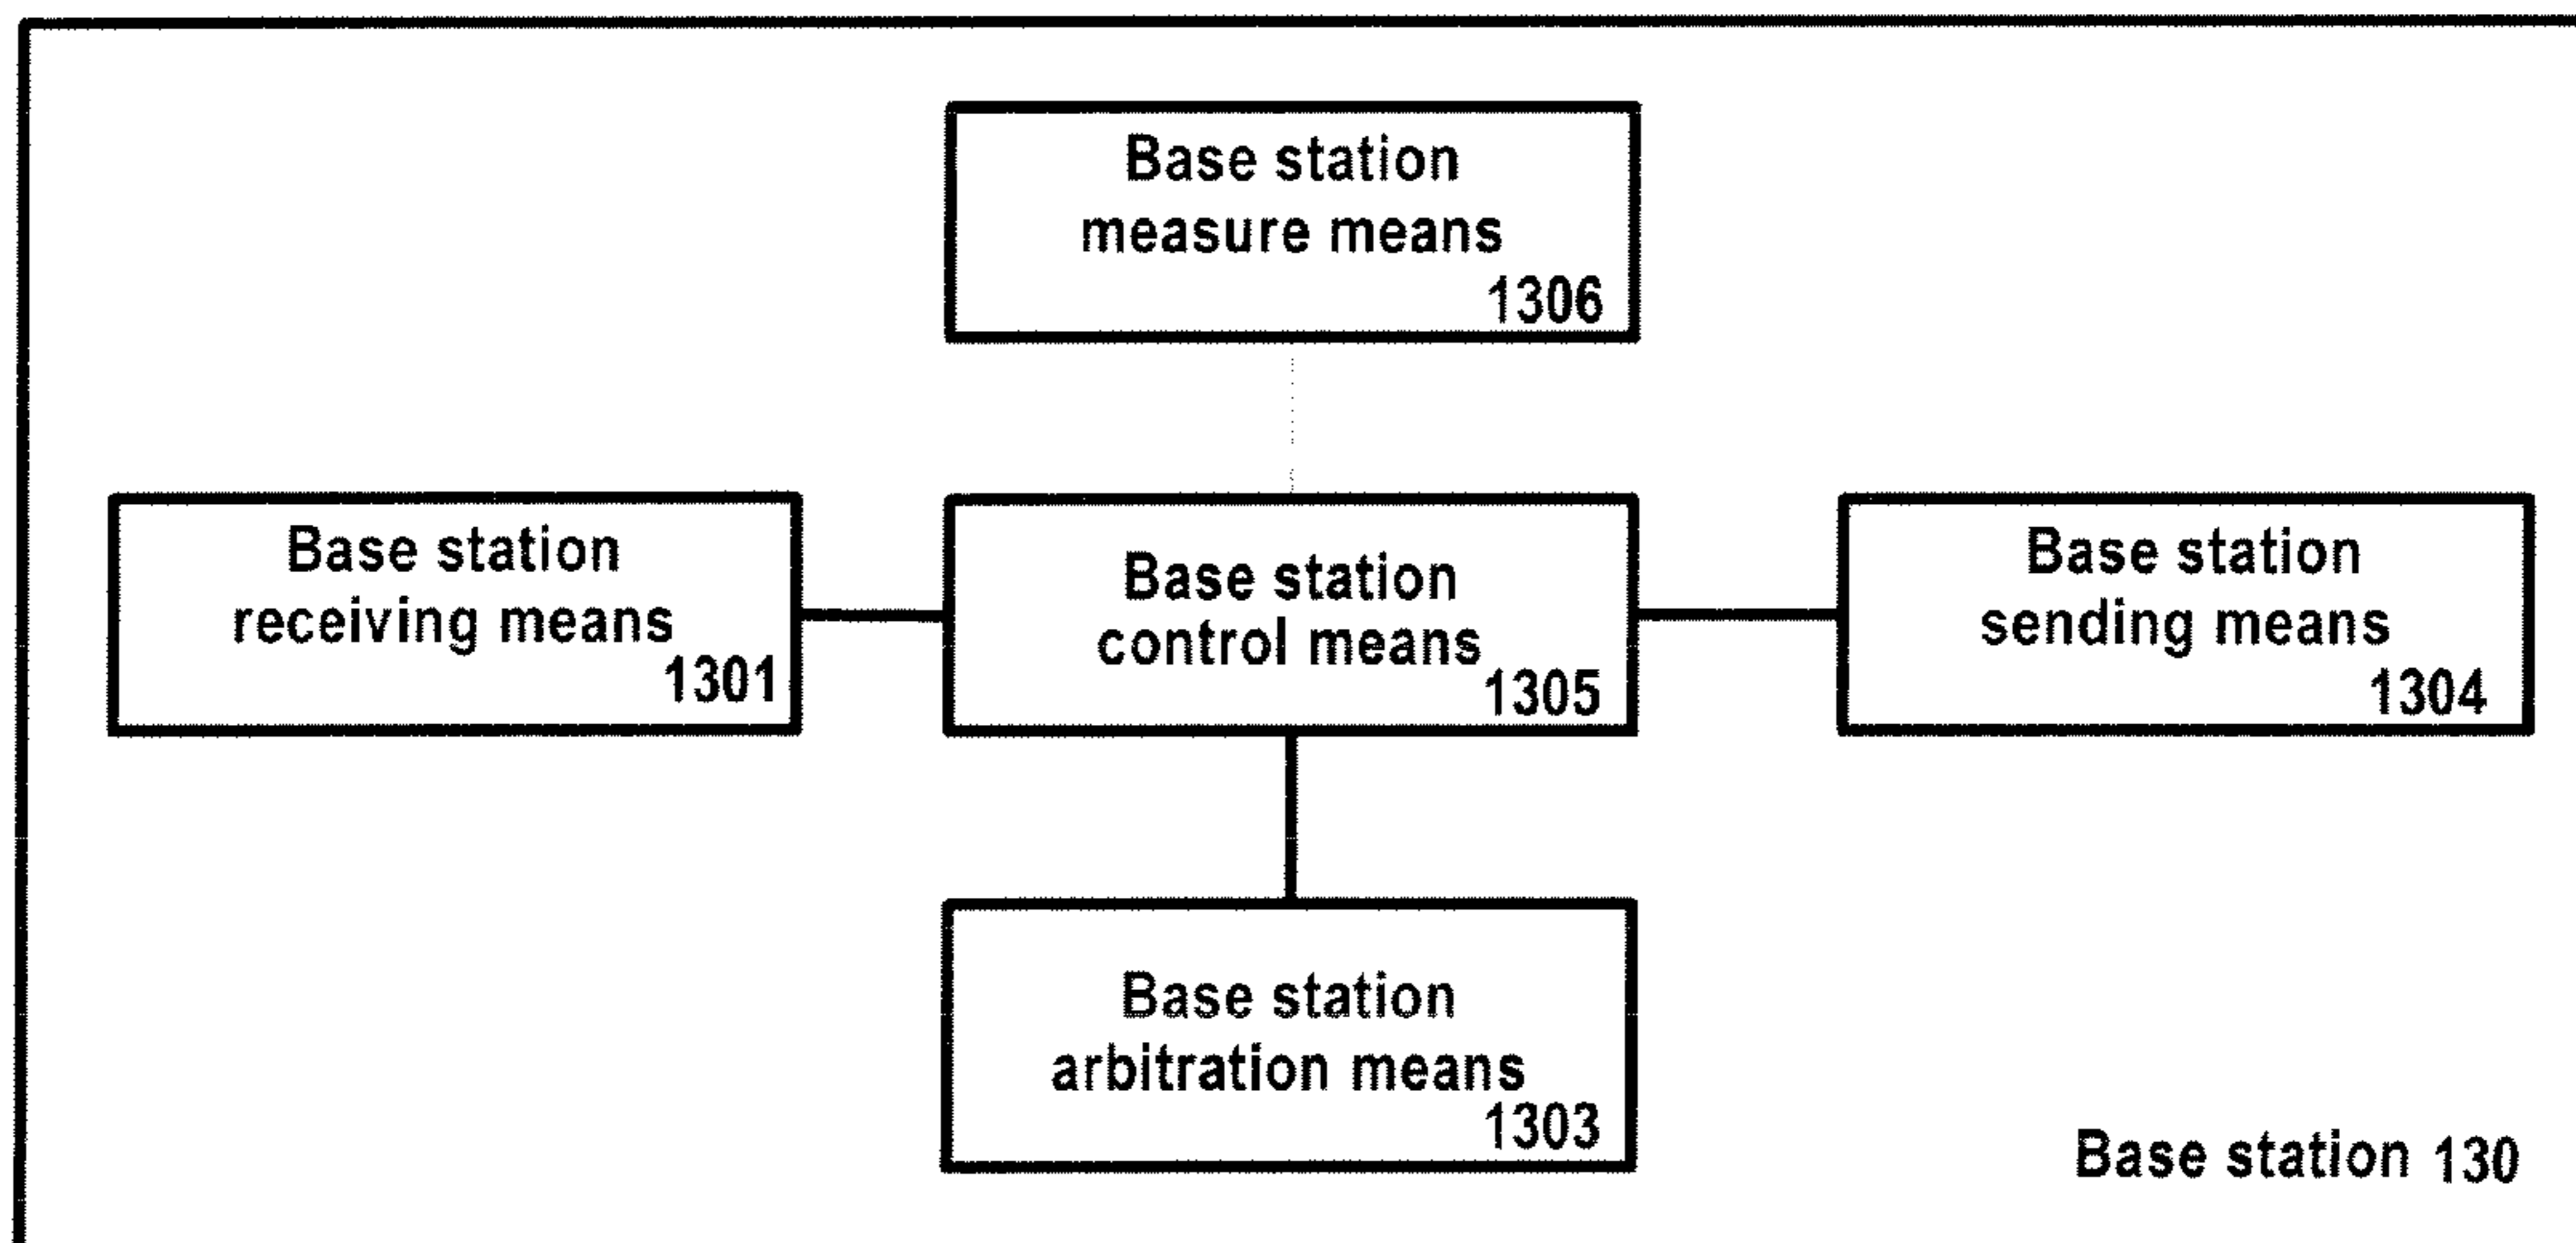 Base station
measure means
1306
Base station
receiving means
1301
Base station
control means
1305
Base station
sending means
1304
Base station
arbitration means
1303
Base station 130